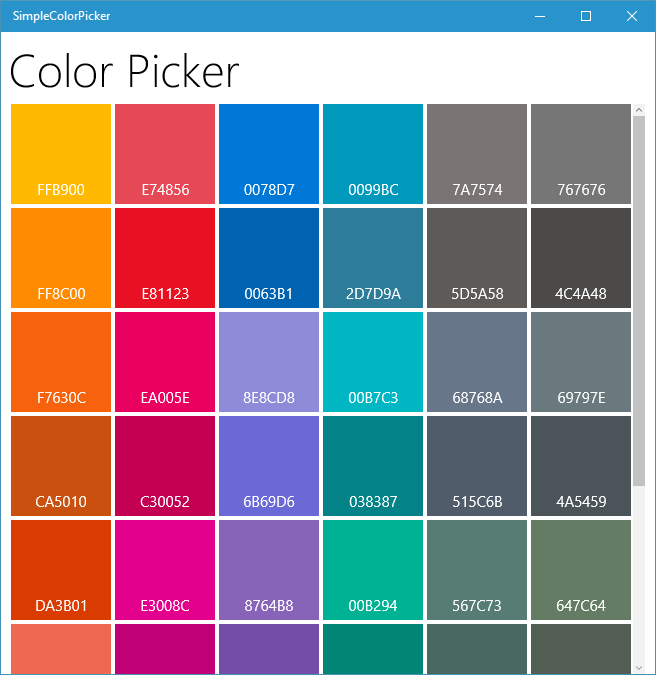 SimpleColorPicker
Color Picker
FFB900 E74856 0078D7 0099BC 7A7574 767676
FF8C00 E81123 0063B1 2D7D9A 5D5A58 4C4A48
F7630C EA005E 8E8CD8 00B7C3 68768A 69797E
CA5010 C30052 6B69D6 038387 515C6B 4A5459
DA3B01 E3008C 8764B8 00B294 567C73 647C64